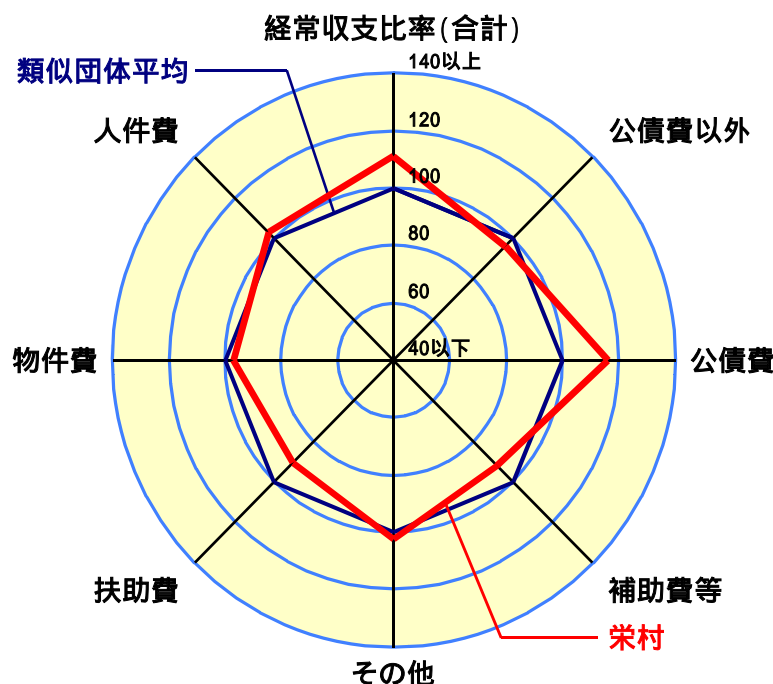 経常収支比率(合計)
140以上
類似団体平均
120
人件費
公債費以外
100
80
60
40以下
物件費
公債費
扶助費
補助費等
栄村
その他